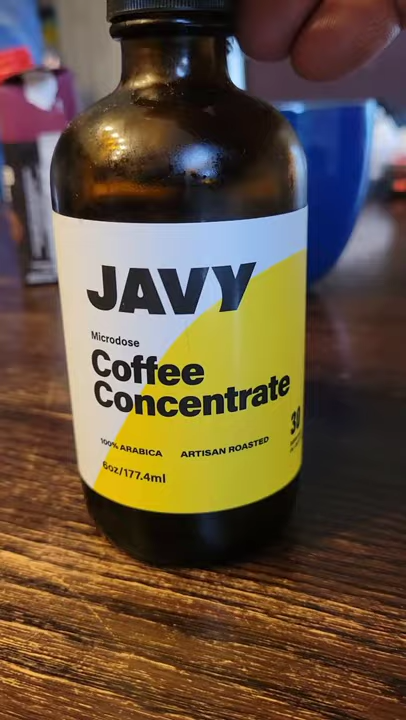 JAVY
Microdose
Coffee
Concentrate
100% ARABICA ARTISAN ROASTED
6oz/177.4ml
30